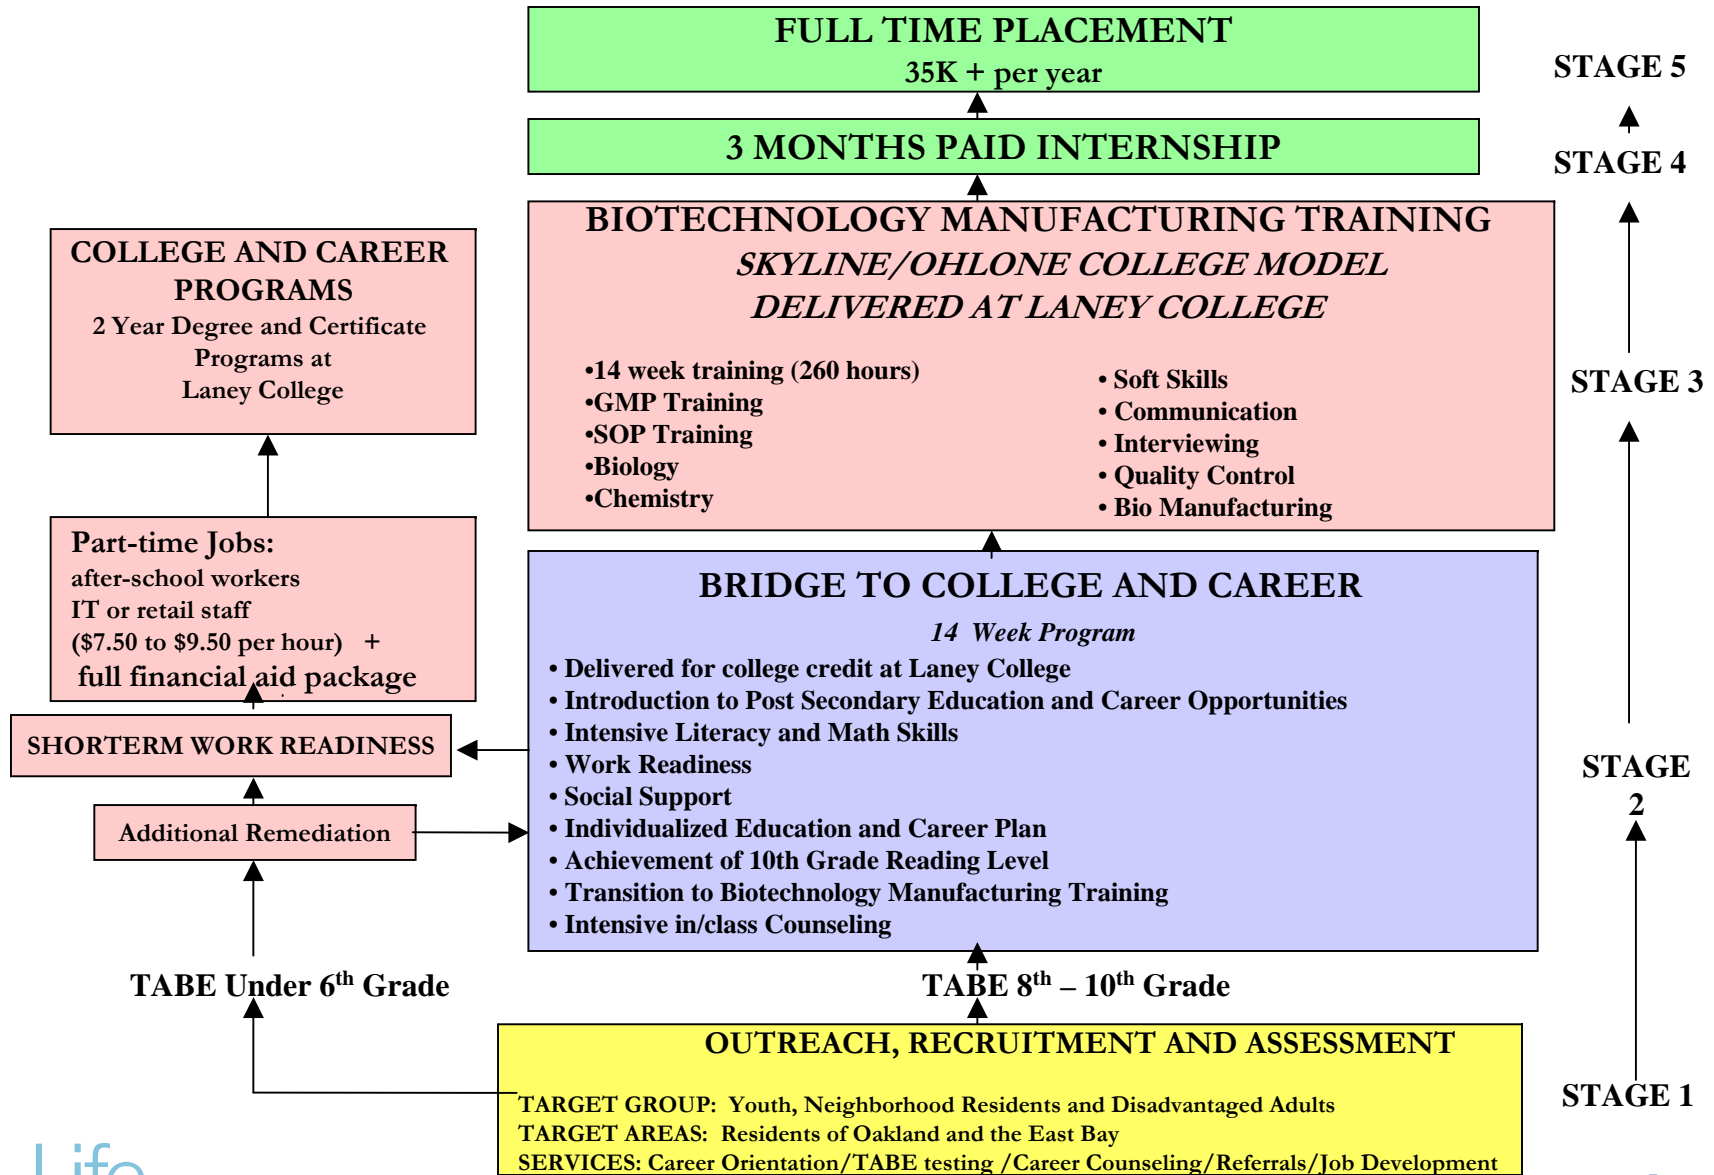 FULL TIME PLACEMENT
35K + per year
STAGE 5
3 MONTHS PAID INTERNSHIP
STAGE 4
BIOTECHNOLOGY MANUFACTURING TRAINING
SKYLINE/OHLONE COLLEGE MODEL
DELIVERED AT LANEY COLLEGE
•14 week training (260 hours)
•GMP Training
•SOP Training
•Biology
•Chemistry
• Soft Skills
• Communication
• Interviewing
• Quality Control
• Bio Manufacturing
STAGE 3
COLLEGE AND CAREER
PROGRAMS
2 Year Degree and Certificate
Programs at
Laney College
Part-time Jobs:
after-school workers
IT or retail staff
($7.50 to $9.50 per hour) +
full financial aid package
SHORTERM WORK READINESS
Additional Remediation
BRIDGE TO COLLEGE AND CAREER
14 Week Program
• Delivered for college credit at Laney College
• Introduction to Post Secondary Education and Career Opportunities
• Intensive Literacy and Math Skills
• Work Readiness
• Social Support
• Individualized Education and Career Plan
• Achievement of 10th Grade Reading Level
• Transition to Biotechnology Manufacturing Training
• Intensive in/class Counseling
STAGE
2
TABE Under 6th Grade
TABE 8th – 10th Grade
OUTREACH, RECRUITMENT AND ASSESSMENT
TARGET GROUP: Youth, Neighborhood Residents and Disadvantaged Adults
TARGET AREAS: Residents of Oakland and the East Bay
SERVICES: Career Orientation/TABE testing /Career Counseling/Referrals/Job Development
STAGE 1
Life